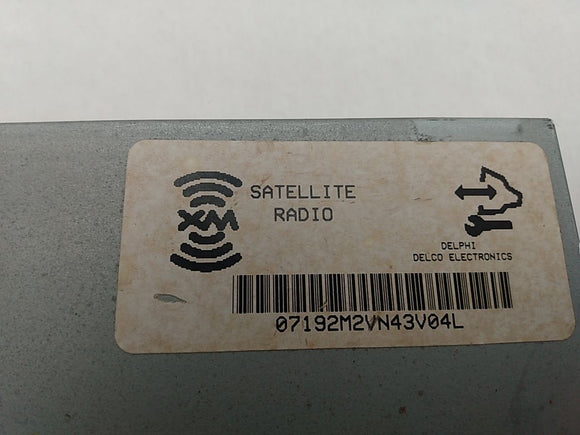 XM
SATELLITE
RADIO
DELPHI
DELCO ELECTRONICS
07192M2VN43V04L